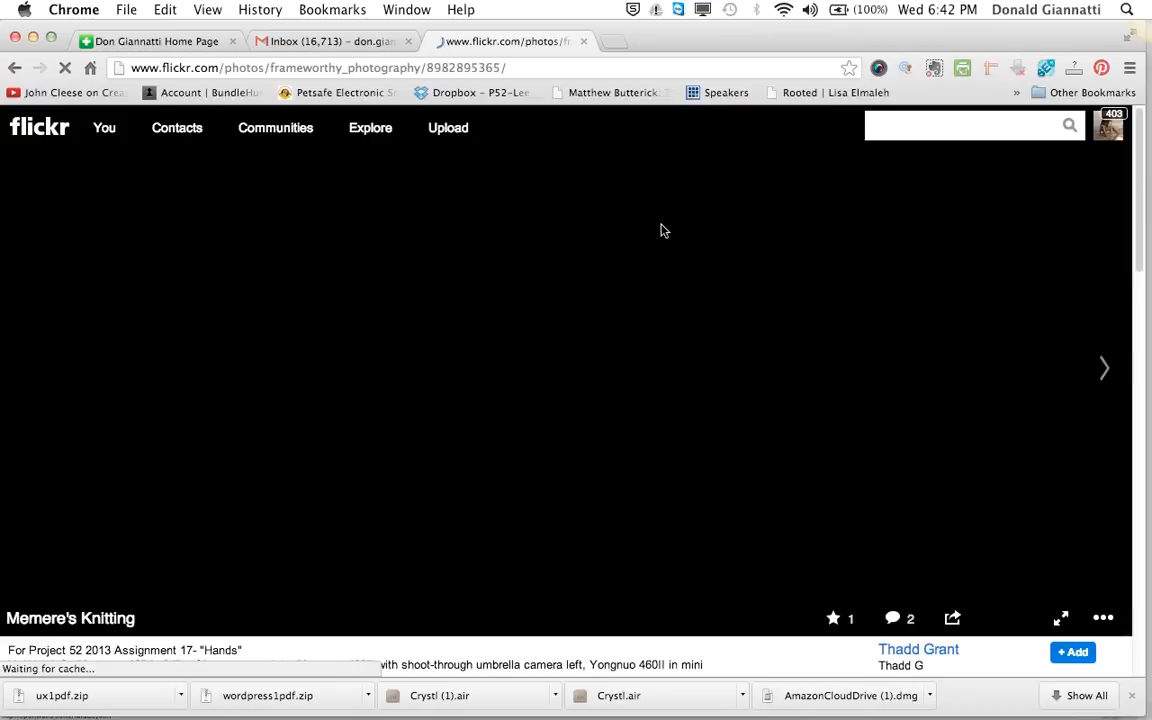 Chrome File Edit View History Bookmarks Window Help (100%) Wed 6:42 PM Donald Giannatti
Don Giannatti Home Page Inbox (16,713) – don.gian www.flickr.com/photos/fr
www.flickr.com/photos/frameworthy_photography/8982895365/
John Cleese on Crea Account | BundleHu Petsafe Electronic S Dropbox – P52–Lee Matthew Butterick: Speakers Rooted | Lisa Elmaleh » Other Bookmarks
flickr You Contacts Communities Explore Upload 403
Memere's Knitting 1 2
For Project 52 2013 Assignment 17- "Hands" Thadd Grant + Add
with shoot-through umbrella camera left, Yongnuo 460II in mini Thadd G
Waiting for cache...
ux1pdf.zip wordpress1pdf.zip Crystl (1).air Crystl.air AmazonCloudDrive (1).dmg Show All